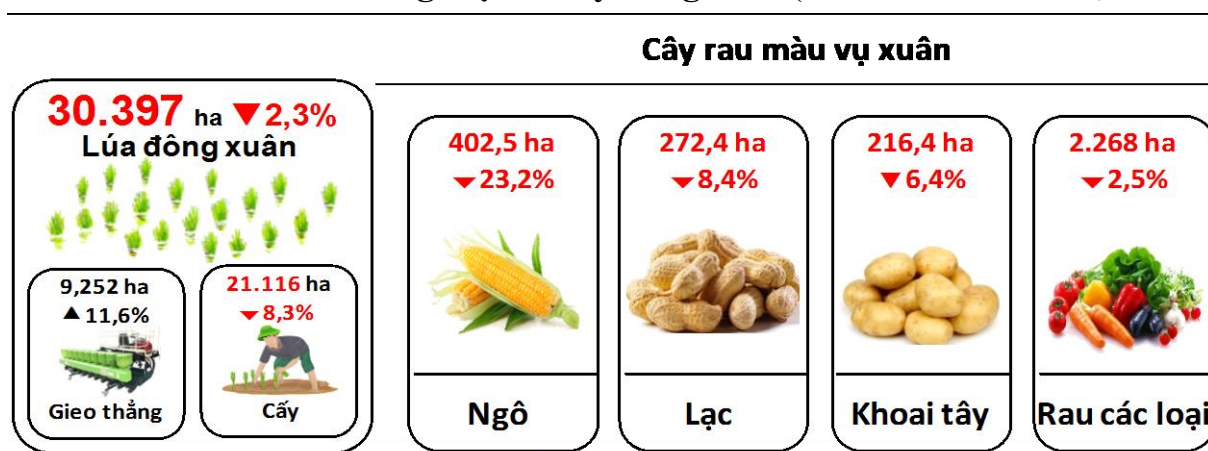 Cây rau màu vụ xuân
30.397 ha ▼2,3%
Lúa đông xuân
9,252 ha
▲ 11,6%
Gieo thẳng
21.116 ha
▼8,3%
Cấy
402,5 ha
▼23,2%
Ngô
272,4 ha
▼8,4%
Lạc
216,4 ha
▼6,4%
Khoai tây
2.268 ha
▼2,5%
Rau các loại